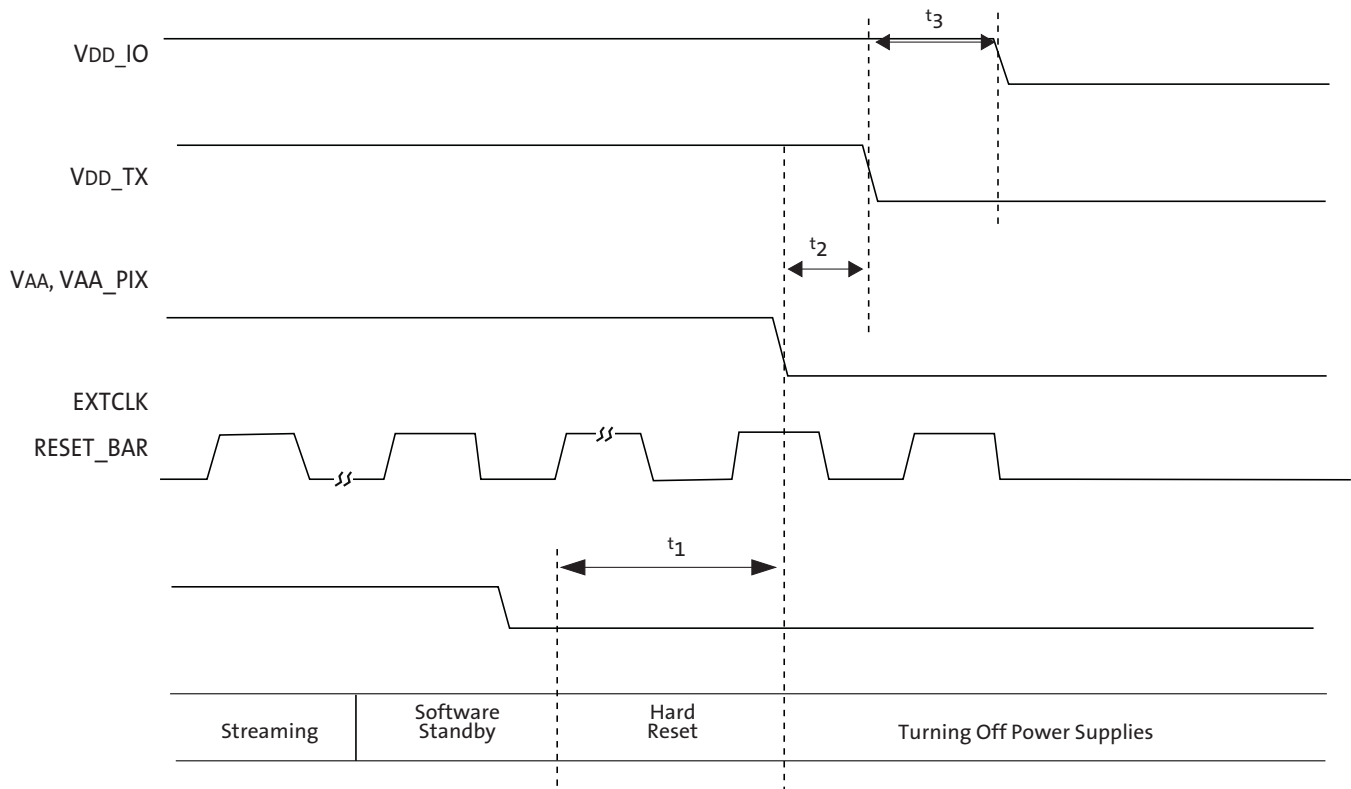 t3
VDD_IO
VDD_TX
t2
VAA, VAA_PIX
EXTCLK
RESET_BAR
t1
Streaming
Software
Standby
Hard
Reset
Turning Off Power Supplies